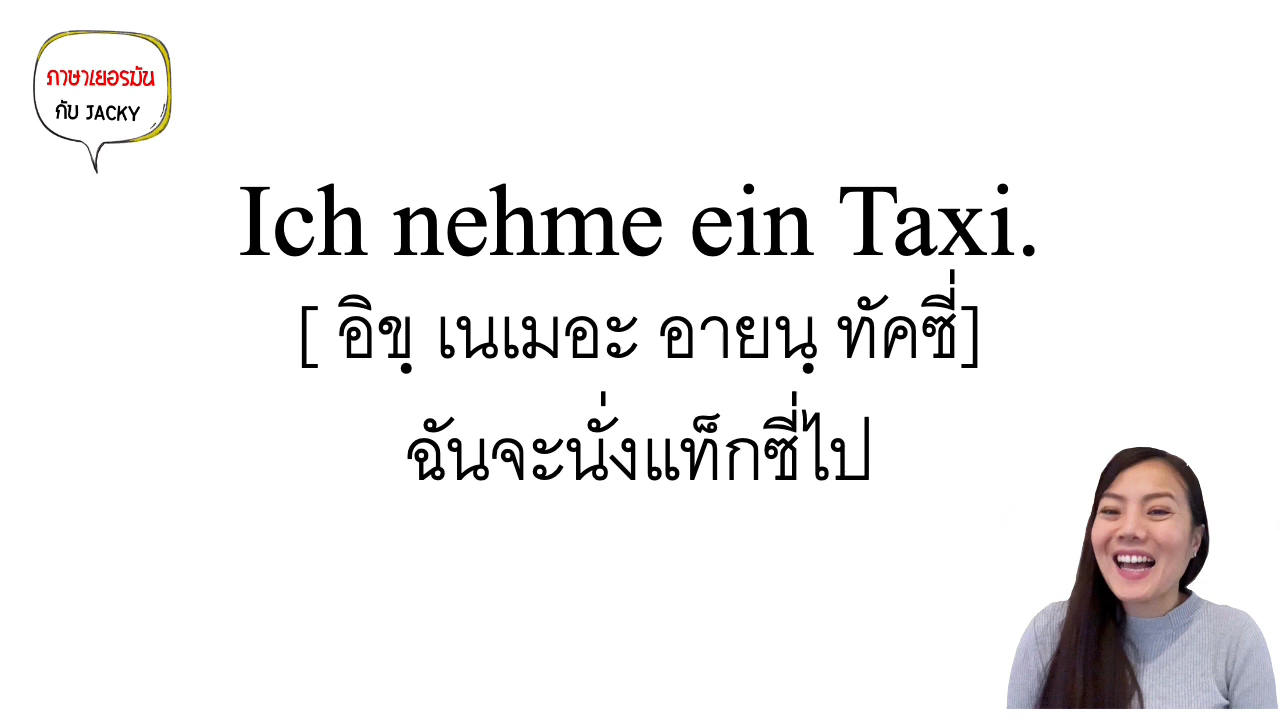 ภาษาเยอรมัน
กับ JACKY
Ich nehme ein Taxi.
[ อิขฺ เนเมอะ อายนฺ ทัคซี่]
ฉันจะนั่งแท็กซี่ไป